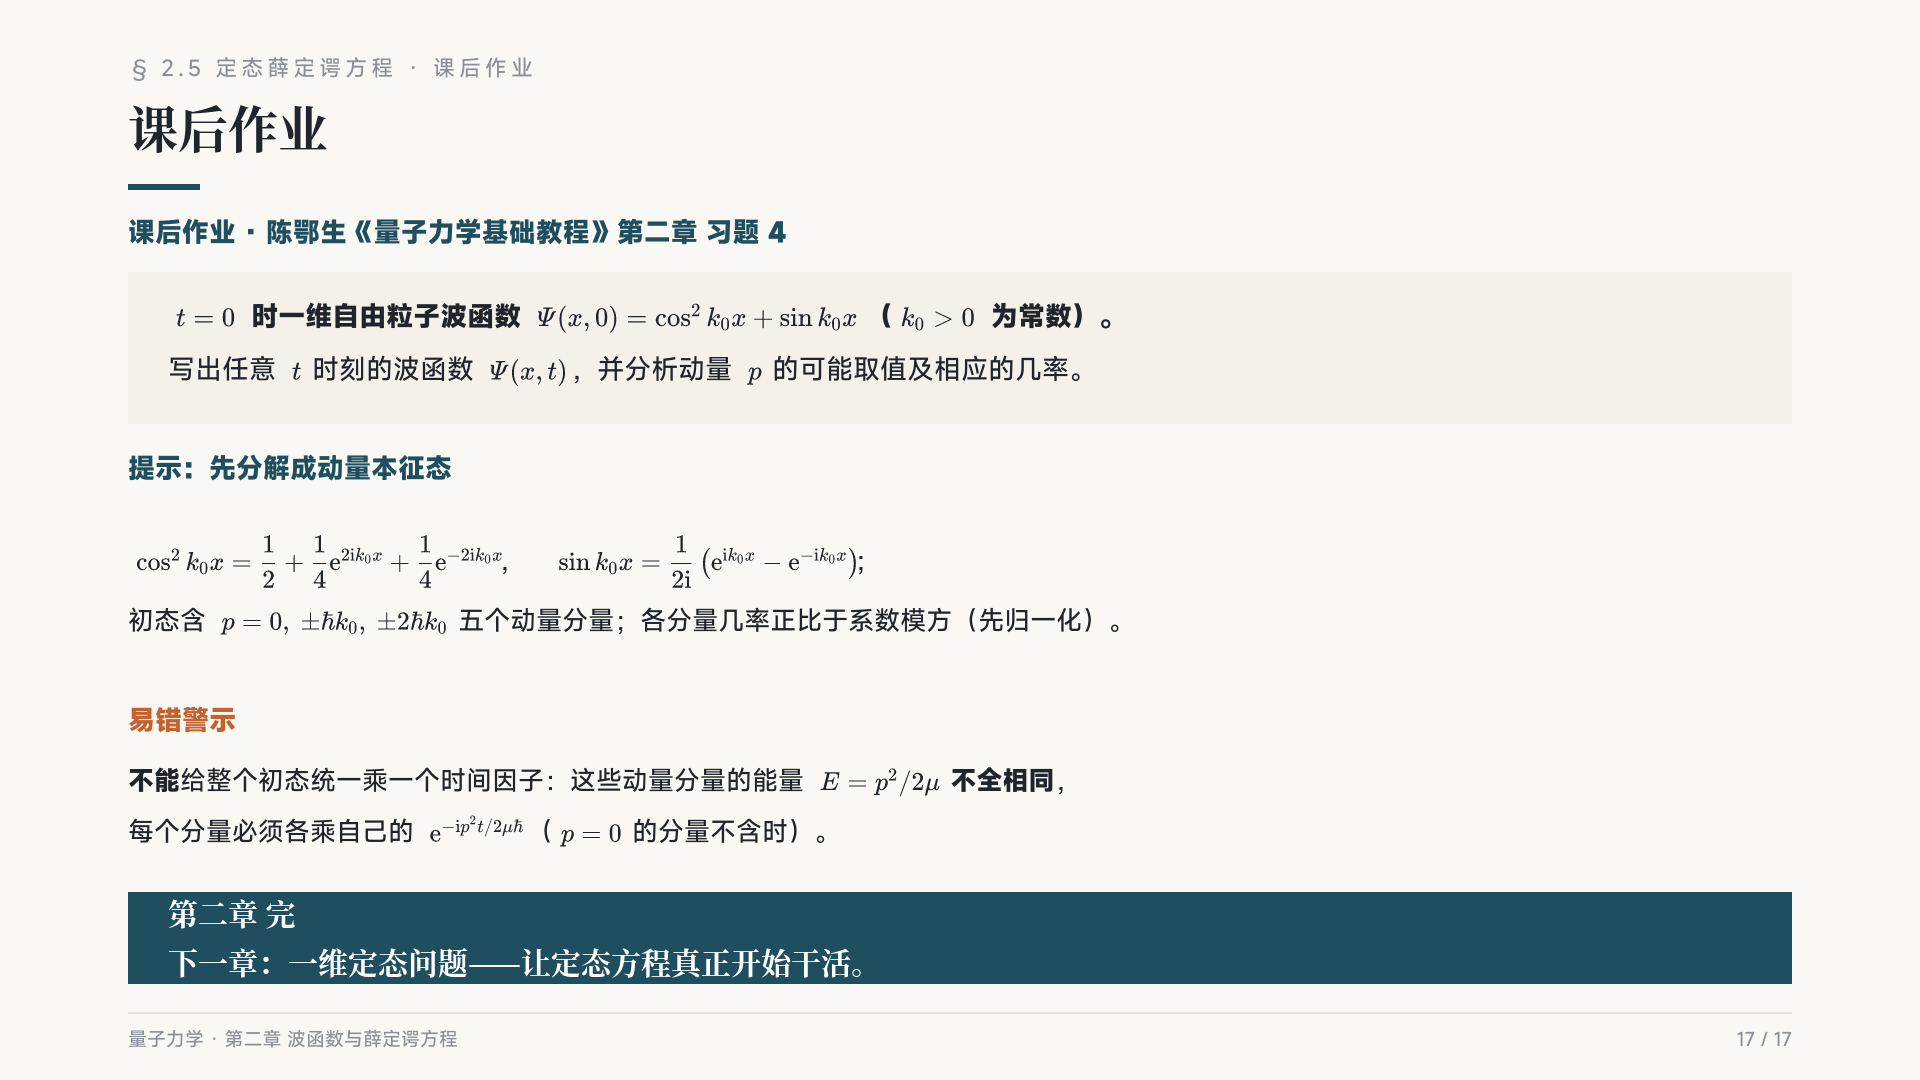 § 2.5 定态薛定谔方程 · 课后作业
课后作业
课后作业 · 陈鄂生《量子力学基础教程》第二章 习题 4
t = 0 时一维自由粒子波函数 Ψ(x, 0) = cos² k₀x + sin k₀x （ k₀ > 0 为常数）。
写出任意 t 时刻的波函数 Ψ(x, t)，并分析动量 p 的可能取值及相应的几率。
提示：先分解成动量本征态
cos² k₀x = 1/2 + 1/4 e^{2ik₀x} + 1/4 e^{−2ik₀x}, sin k₀x = 1/2i (e^{ik₀x} − e^{−ik₀x});
初态含 p = 0, ±ℏk₀, ±2ℏk₀ 五个动量分量；各分量几率正比于系数模方（先归一化）。
易错警示
不能给整个初态统一乘一个时间因子：这些动量分量的能量 E = p²/2μ 不全相同，
每个分量必须各乘自己的 e^{−ip²t/2μℏ} （ p = 0 的分量不含时）。
第二章 完
下一章：一维定态问题——让定态方程真正开始干活。
量子力学 · 第二章 波函数与薛定谔方程
17 / 17